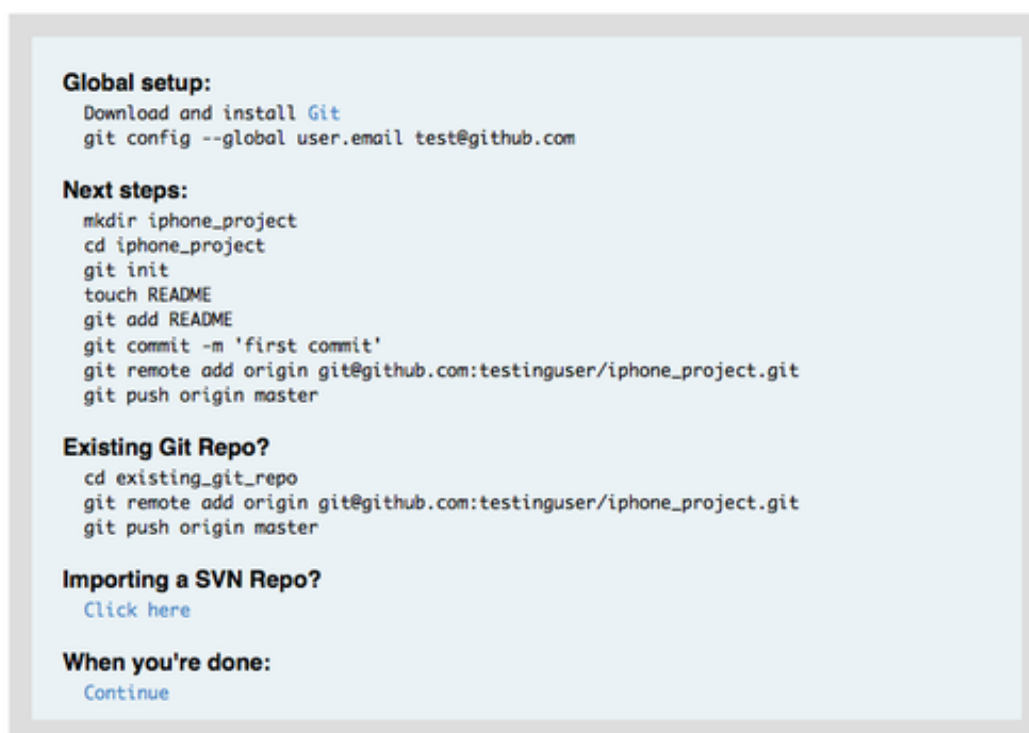 Global setup:
Download and install Git
git config --global user.email test@github.com
Next steps:
mkdir iphone_project
cd iphone_project
git init
touch README
git add README
git commit -m 'first commit'
git remote add origin git@github.com:testinguser/iphone_project.git
git push origin master
Existing Git Repo?
cd existing_git_repo
git remote add origin git@github.com:testinguser/iphone_project.git
git push origin master
Importing a SVN Repo?
Click here
When you're done:
Continue